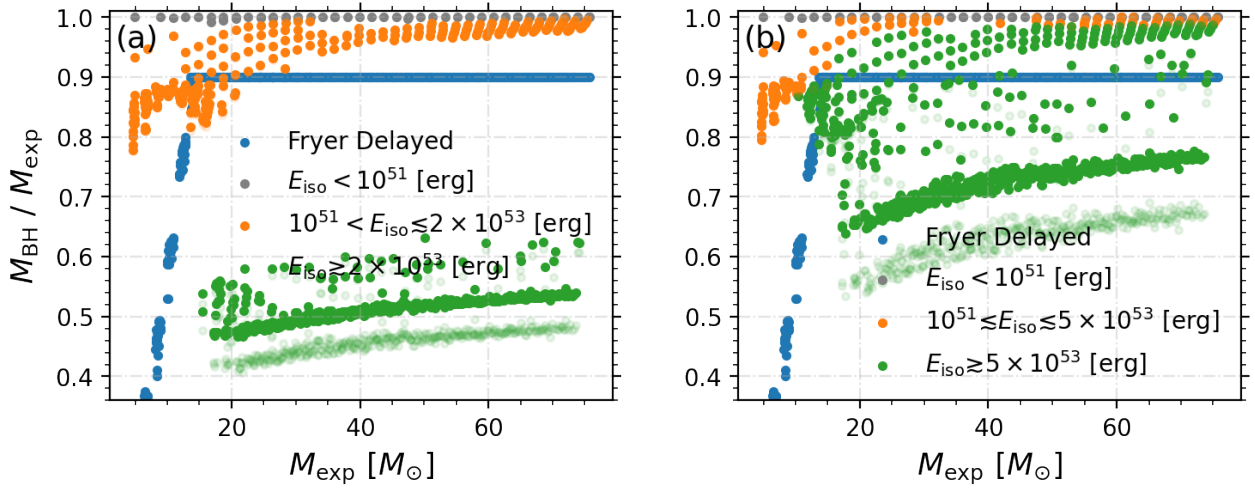 (a)
M_BH / M_exp
1.0
0.9
0.8
0.7
0.6
0.5
0.4
Fryer Delayed
E_iso < 10^51 [erg]
10^51 < E_iso ≲ 2 × 10^53 [erg]
E_iso ≳ 2 × 10^53 [erg]
20
40
60
M_exp [M_⊙]
(b)
1.0
0.9
0.8
0.7
0.6
0.5
0.4
Fryer Delayed
E_iso < 10^51 [erg]
10^51 ≲ E_iso ≲ 5 × 10^53 [erg]
E_iso ≳ 5 × 10^53 [erg]
20
40
60
M_exp [M_⊙]